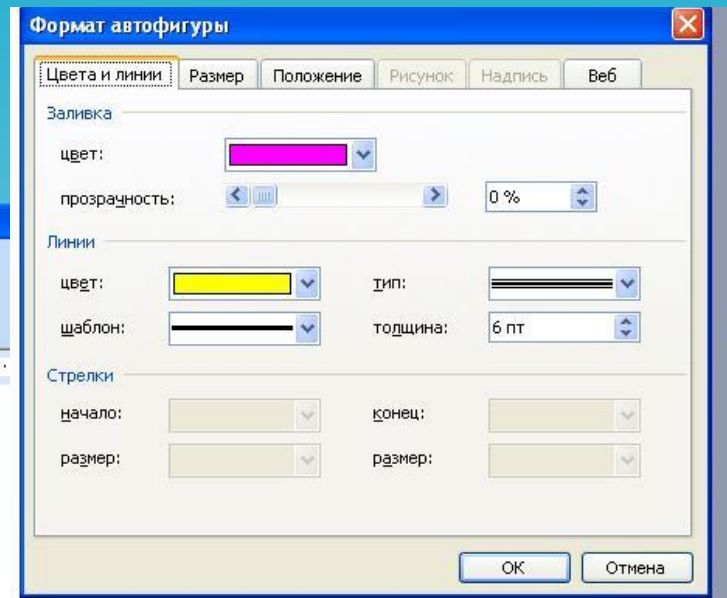 Формат автофигуры
Цвета и линии Размер Положение Рисунок Надпись Веб
Заливка
цвет:
прозрачность: 0 %
Линии
цвет: тип:
шаблон: толщина: 6 пт
Стрелки
начало: конец:
размер: размер:
ОК Отмена